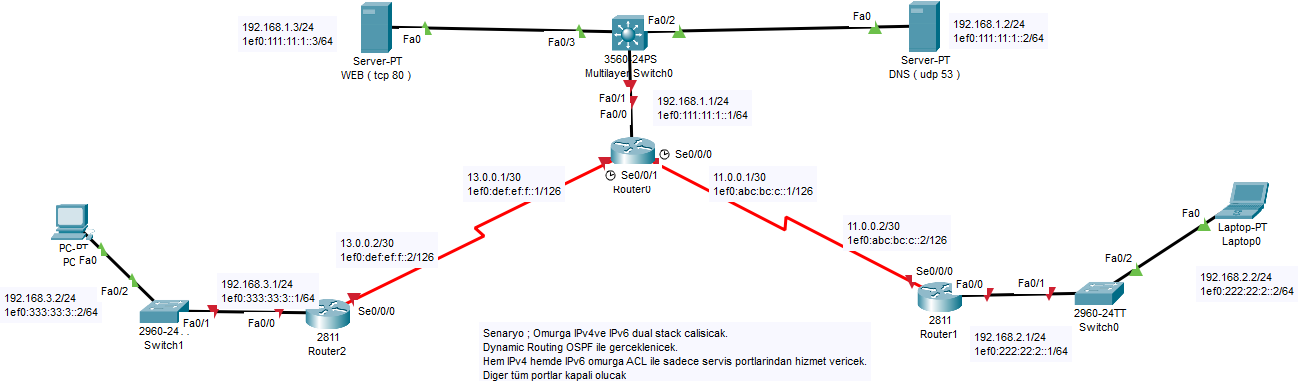 192.168.1.3/24
1ef0:111:11:1::3/64
Fa0
Server-PT
WEB ( tcp 80 )
Fa0/3
Fa0/2
3560-24PS
Multilayer Switch0
Fa0
192.168.1.2/24
1ef0:111:11:1::2/64
Server-PT
DNS ( udp 53 )
Fa0/1
Fa0/0
192.168.1.1/24
1ef0:111:11:1::1/64
Se0/0/0
Se0/0/1
Router0
13.0.0.1/30
1ef0:def:ef:f::1/126
11.0.0.1/30
1ef0:abc:bc:c::1/126
13.0.0.2/30
1ef0:def:ef:f::2/126
11.0.0.2/30
1ef0:abc:bc:c::2/126
PC-PT
PC
Fa0
Fa0
Laptop-PT
Laptop0
Fa0/2
192.168.3.2/24
1ef0:333:33:3::2/64
192.168.3.1/24
1ef0:333:33:3::1/64
Fa0/1
Fa0/0
Se0/0/0
2960-24
Switch1
2811
Router2
Se0/0/0
Fa0/0
Fa0/1
Fa0/2
192.168.2.2/24
1ef0:222:22:2::2/64
2811
Router1
2960-24TT
Switch0
192.168.2.1/24
1ef0:222:22:2::1/64
Senaryo ; Omurga IPv4ve IPv6 dual stack calisicak.
Dynamic Routing OSPF ile gerceklenicek.
Hem IPv4 hemde IPv6 omurga ACL ile sadece servis portlarindan hizmet vericek.
Diger tüm portlar kapali olucak